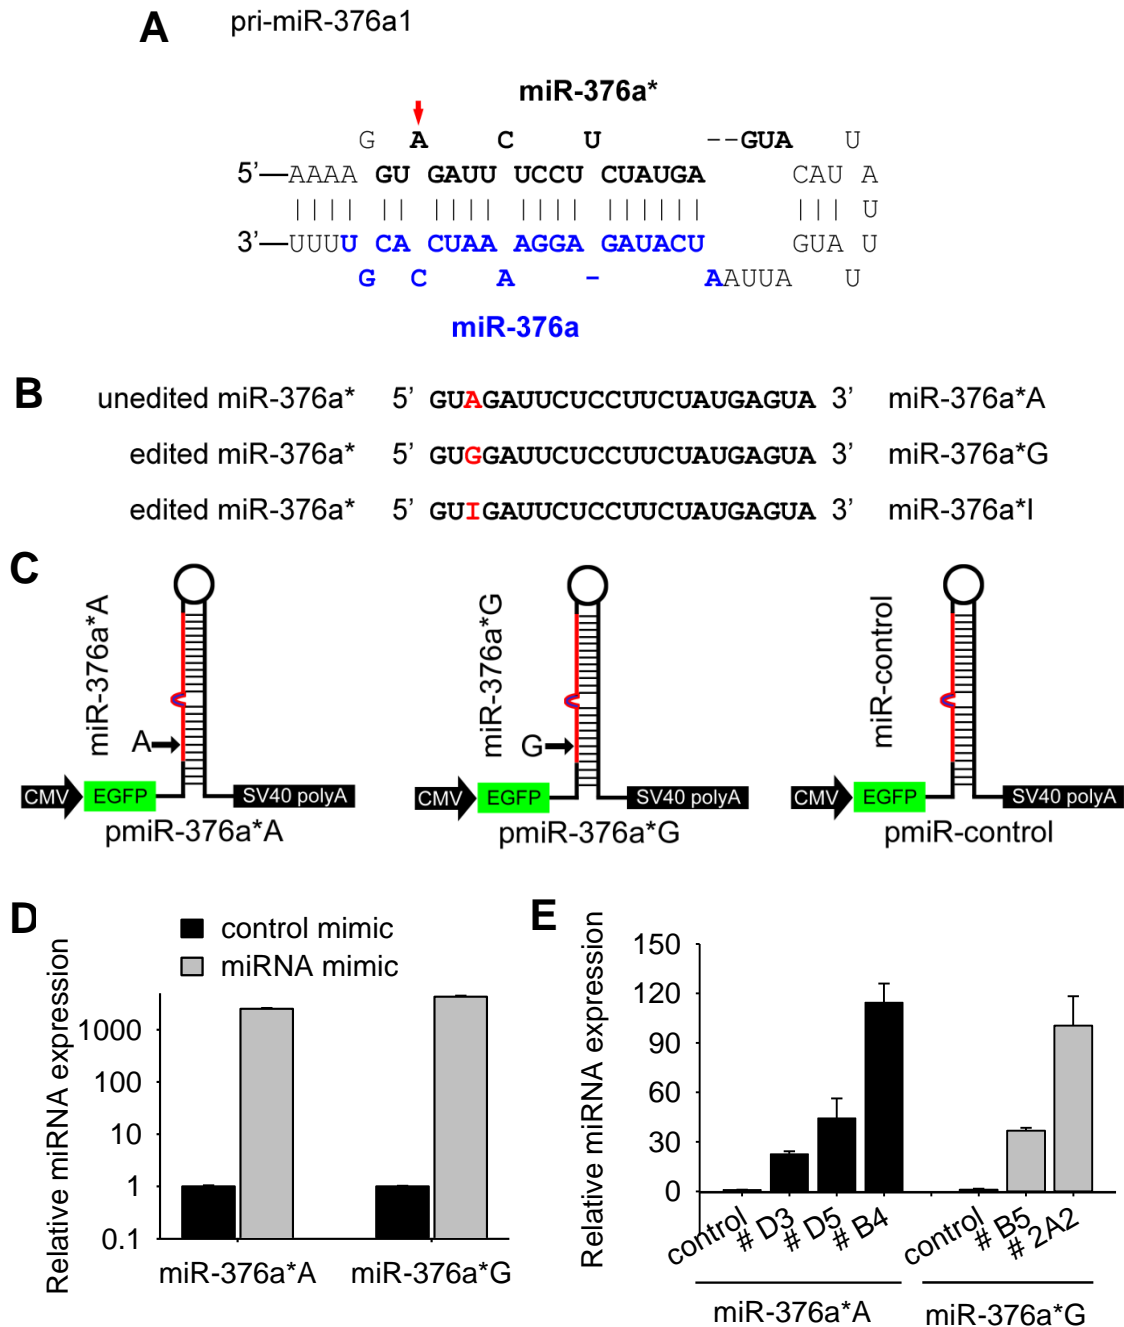 A pri-miR-376a1
miR-376a*
G A C U --GUA U
5’—AAAA GU GAUU UCCU CUAUGA CAU A
| | | | | | | | | | | | | | | | | | | | | | | U
3’—UUUU CA CUAA AGGA GAUACU GUA U
G C A - AAUUA U
miR-376a
B unedited miR-376a* 5’ GUAGAUUCUCCUUCUAUGAGUA 3’ miR-376a*A
edited miR-376a* 5’ GUGGAUUCUCCUUCUAUGAGUA 3’ miR-376a*G
edited miR-376a* 5’ GUIGAUUCUCCUUCUAUGAGUA 3’ miR-376a*I
C
miR-376a*A
A
CMV EGFP SV40 polyA
pmiR-376a*A
miR-376a*G
G
CMV EGFP SV40 polyA
pmiR-376a*G
miR-control
CMV EGFP SV40 polyA
pmiR-control
D
control mimic
miRNA mimic
Relative miRNA expression
1000
100
10
1
0.1
miR-376a*A miR-376a*G
E
Relative miRNA expression
150
120
90
60
30
0
control # D3 # D5 # B4 control # B5 # 2A2
miR-376a*A miR-376a*G